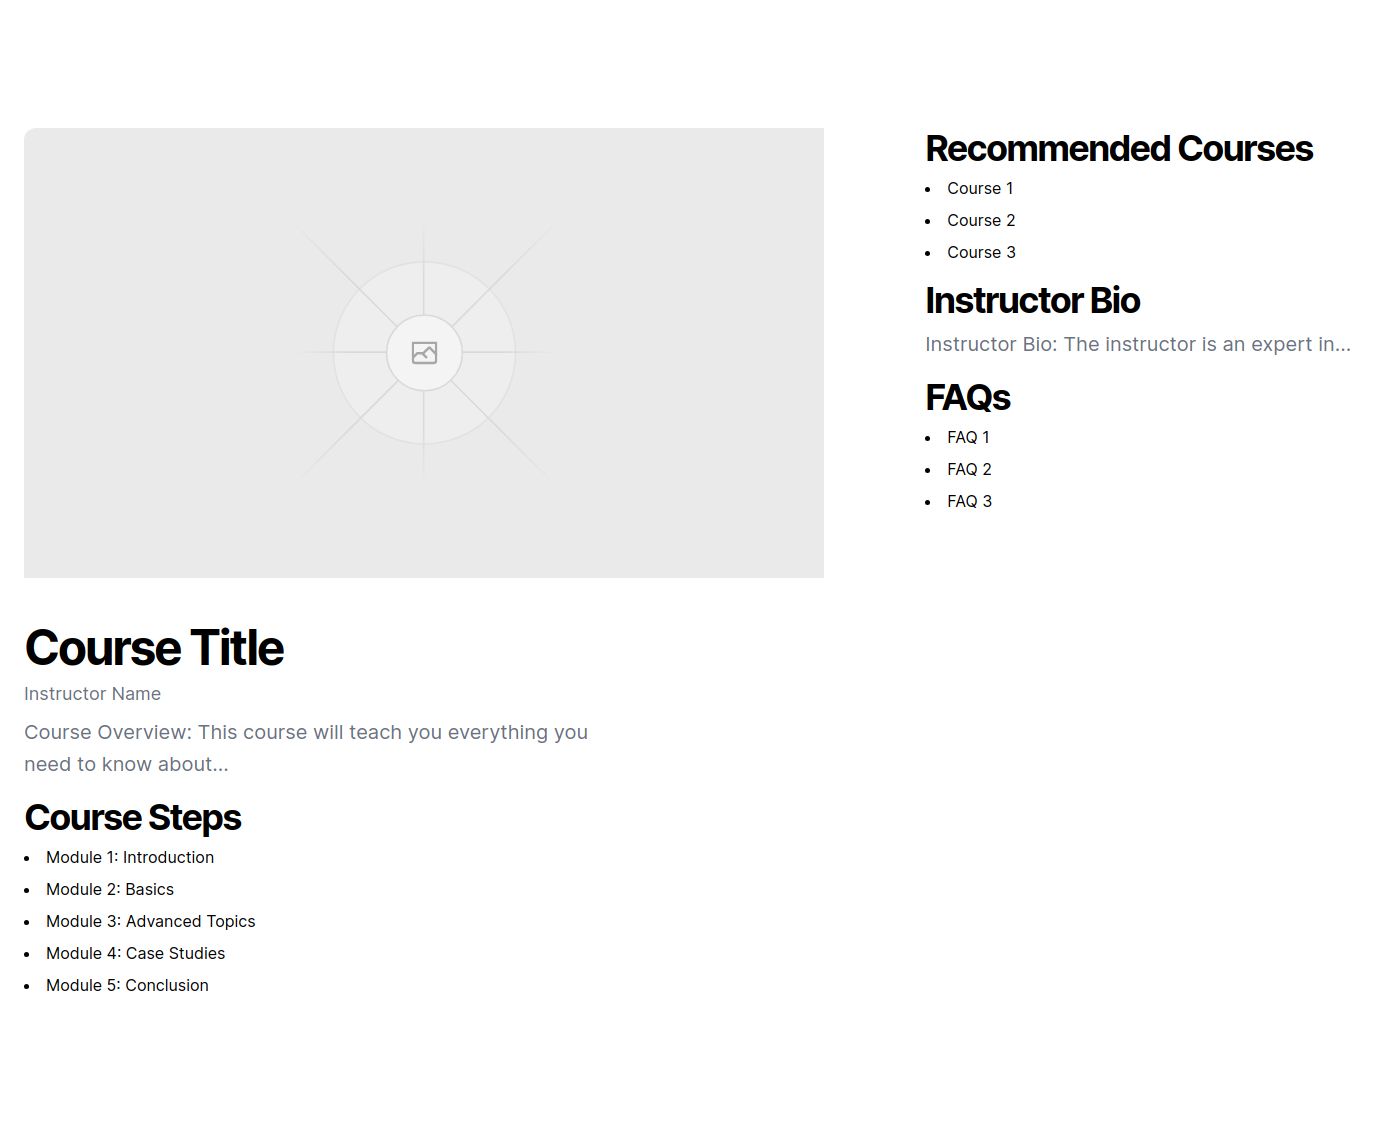 Course Title
Instructor Name
Course Overview: This course will teach you everything you
need to know about...
Course Steps
Module 1: Introduction
Module 2: Basics
Module 3: Advanced Topics
Module 4: Case Studies
Module 5: Conclusion
Recommended Courses
Course 1
Course 2
Course 3
Instructor Bio
Instructor Bio: The instructor is an expert in...
FAQs
FAQ 1
FAQ 2
FAQ 3